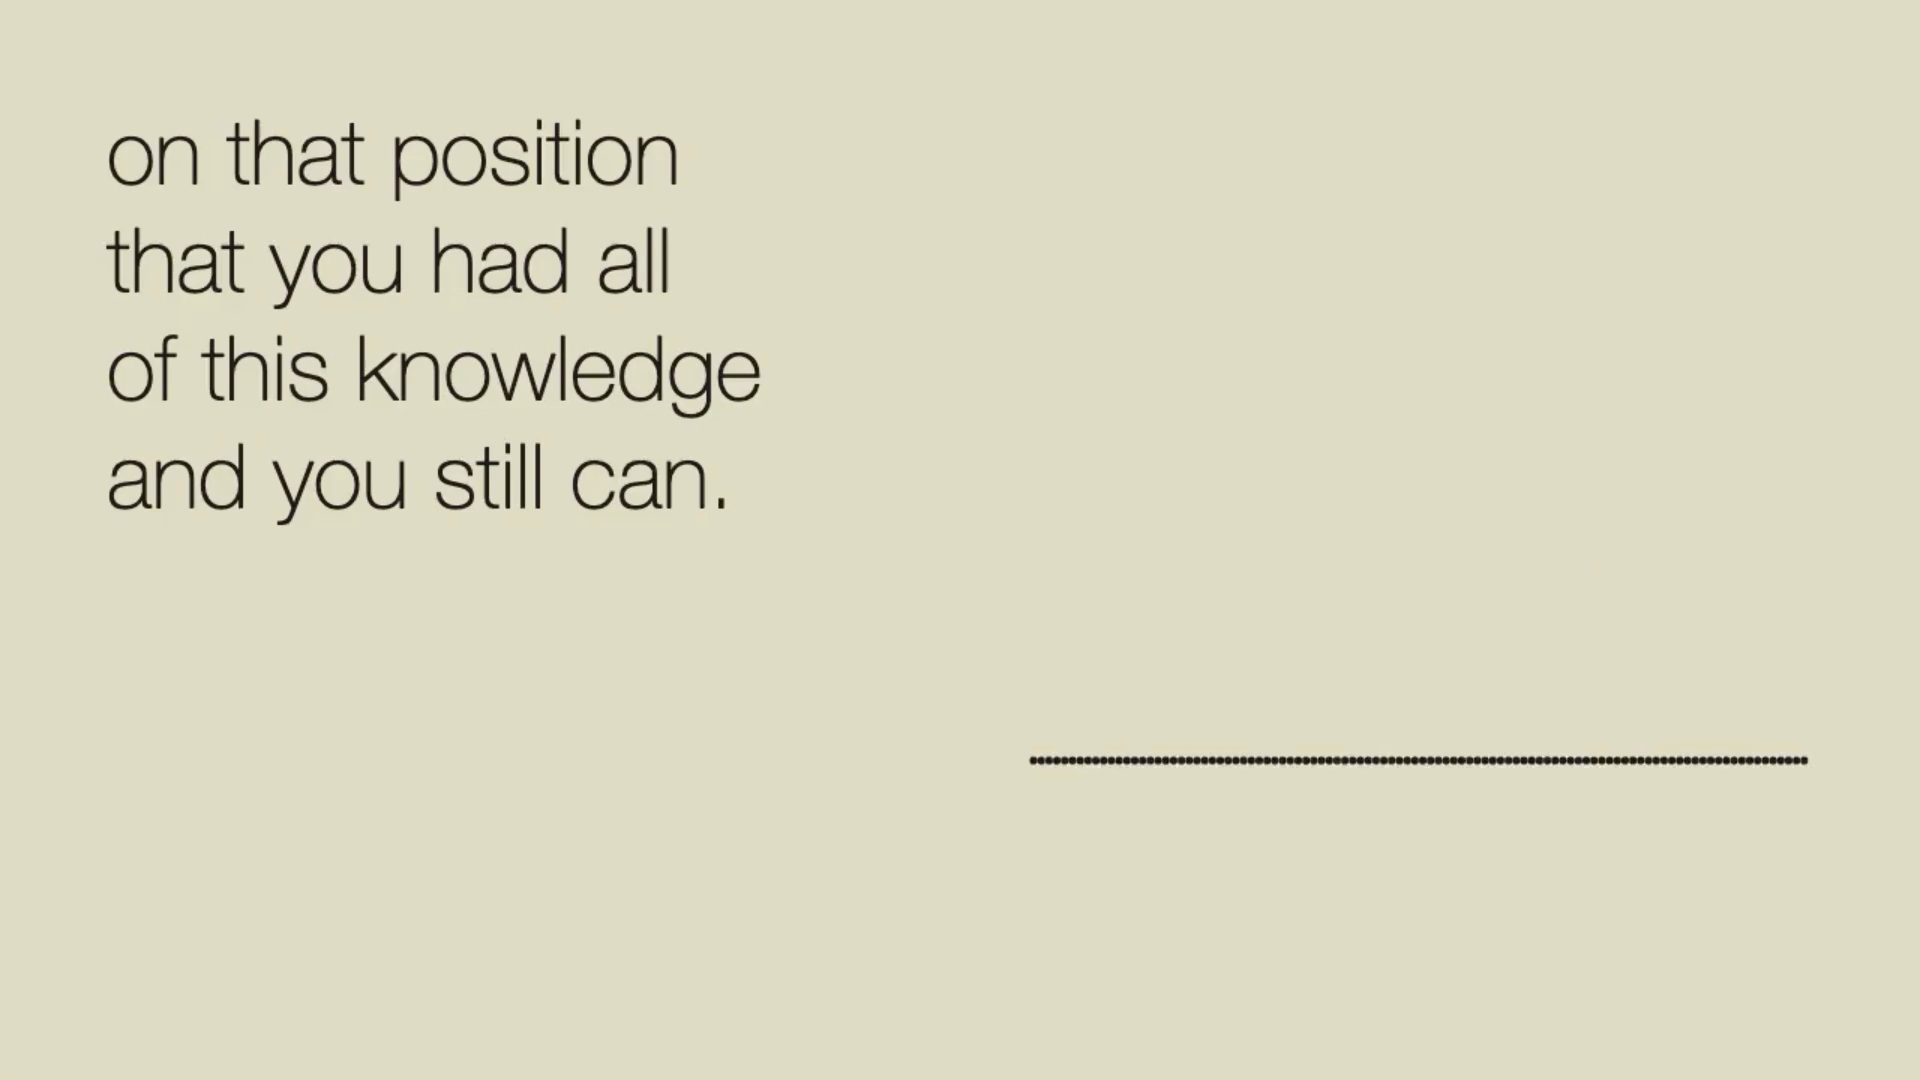 on that position
that you had all
of this knowledge
and you still can.